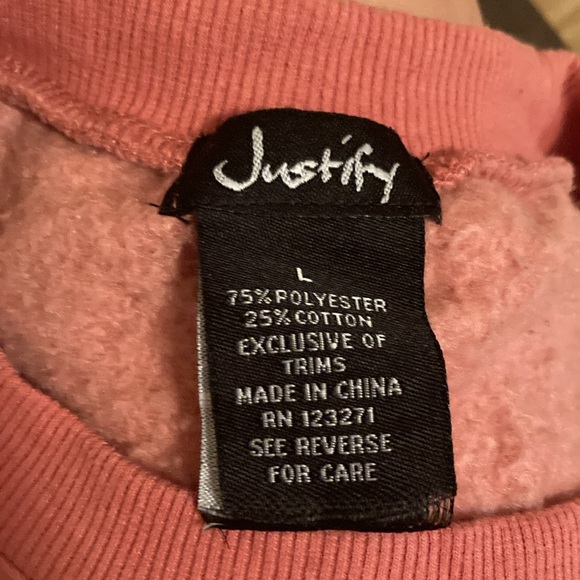 Justify
L
75% POLYESTER
25% COTTON
EXCLUSIVE OF
TRIMS
MADE IN CHINA
RN 123271
SEE REVERSE
FOR CARE